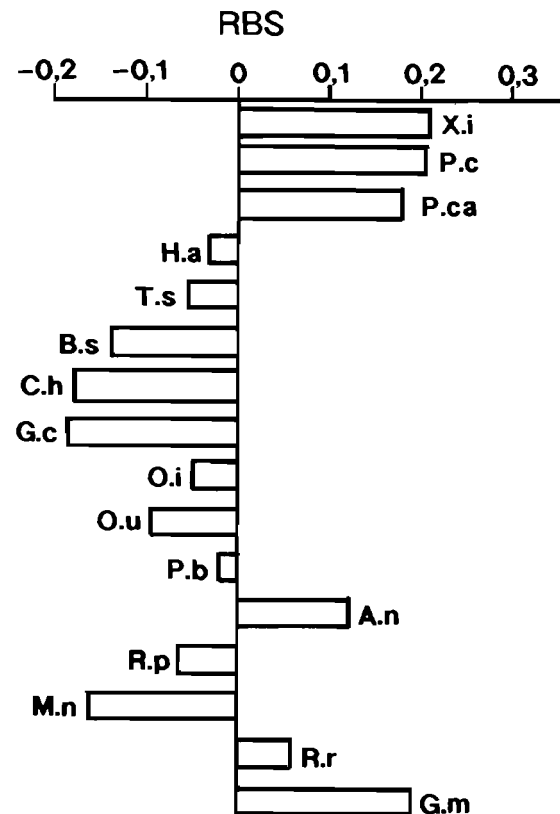 RBS
-0,2 -0,1 0 0,1 0,2 0,3
X.i
P.c
P.ca
H.a
T.s
B.s
C.h
G.c
O.i
O.u
P.b
A.n
R.p
M.n
R.r
G.m